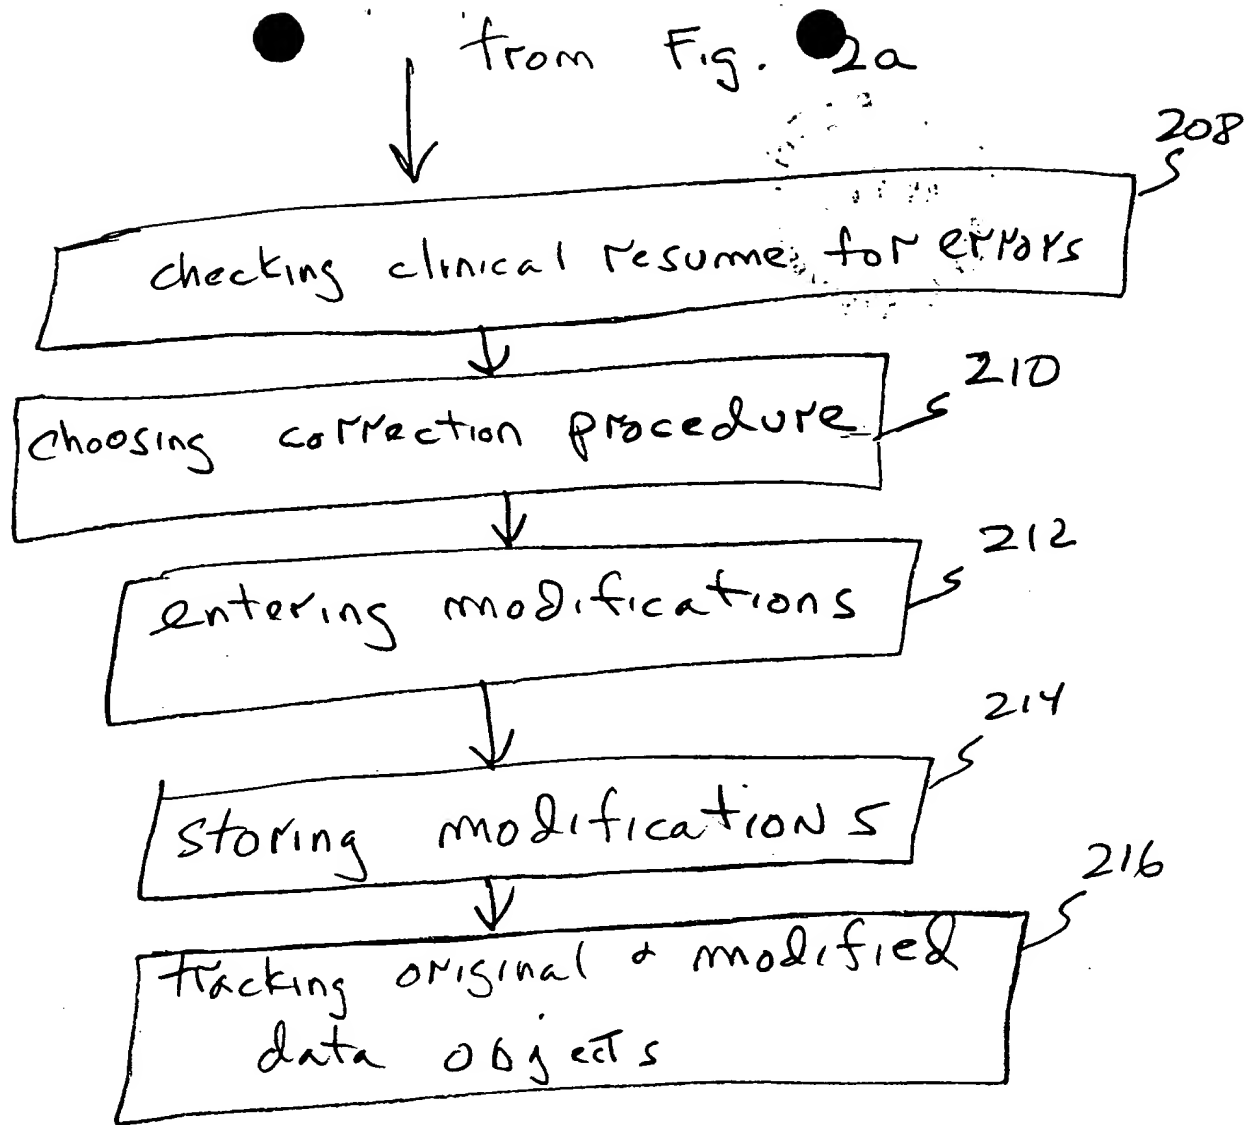 from Fig. 2a
208
checking clinical resume for errors
210
choosing correction procedure
212
entering modifications
214
storing modifications
216
tracking original & modified
data objects